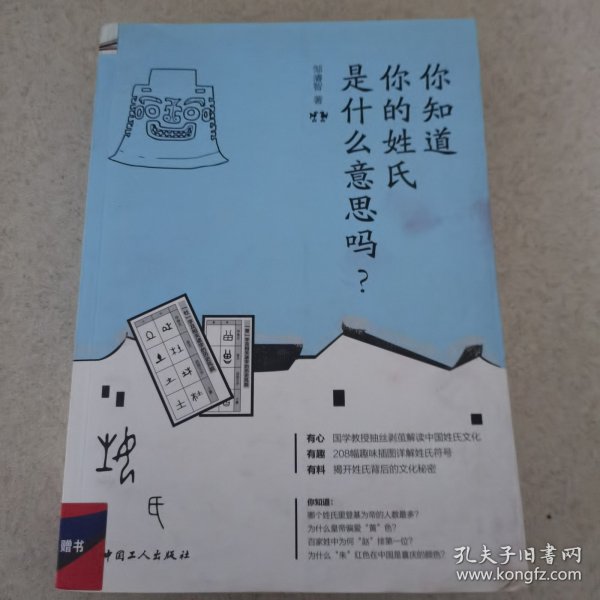 你知道
你的姓氏
是什么意思吗?
邹濬智 著
有心 国学教授抽丝剥茧解读中国姓氏文化
有趣 208幅趣味插图详解姓氏符号
有料 揭开姓氏背后的文化秘密
你知道:
哪个姓氏里登基为帝的人数最多?
为什么皇帝偏爱“黄”色?
百家姓中为何“赵”排第一位?
为什么“朱”红色在中国是喜庆的颜色?
氏
赠书
中国工人出版社
孔夫子旧书网
www.kongfz.com